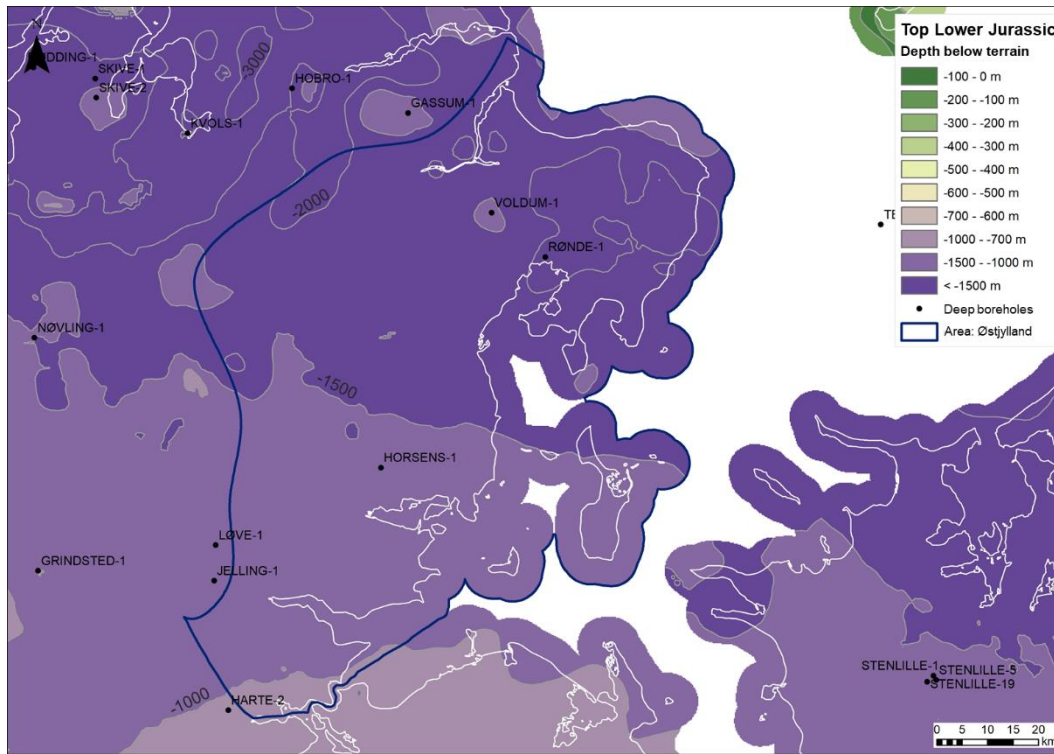 N
SKIVE-1
SKIVE-2
KVOLS-1
-3000
HOBRO-1
GASSUM-1
-2000
VOLDUM-1
RØNDE-1
NØVLING-1
-1500
HORSENS-1
LØVE-1
GRINDSTED-1
JELLING-1
-1000
HARTE-2
STENLILLE-1
STENLILLE-5
STENLILLE-19
TE
Top Lower Jurassic
Depth below terrain
-100 - 0 m
-200 - -100 m
-300 - -200 m
-400 - -300 m
-500 - -400 m
-600 - -500 m
-700 - -600 m
-1000 - -700 m
-1500 - -1000 m
< -1500 m
Deep boreholes
Area: Østjylland
0 5 10 15 20
km